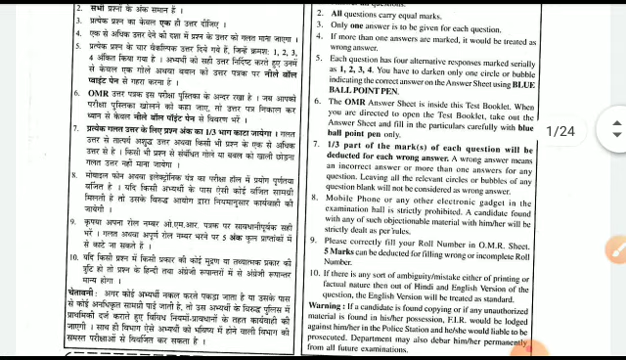 2. सभी प्रश्नों के अंक समान हैं ।
3. प्रत्येक प्रश्न का केवल एक ही उत्तर दीजिए ।
4. एक से अधिक उत्तर देने की दशा में प्रश्न के उत्तर को गलत माना जाएगा ।
5. प्रत्येक प्रश्न के चार वैकल्पिक उत्तर दिये गये हैं, जिन्हें क्रमशः 1, 2, 3,
4 अंकित किया गया है । अभ्यर्थी को सही उत्तर निर्दिष्ट करते हुए उनमें
से केवल एक गोले अथवा बबल को उत्तर पत्रक पर नीले बॉल
प्वाइंट पेन से गहरा करना है ।
6. OMR उत्तर पत्रक इस परीक्षा पुस्तिका के अन्दर रखा है । जब आपको
परीक्षा पुस्तिका खोलने को कहा जाए, तो उत्तर पत्र निकाल कर
ध्यान से केवल नीले बॉल पॉइंट पेन से विवरण भरें ।
7. प्रत्येक गलत उत्तर के लिए प्रश्न अंक का 1/3 भाग काटा जायेगा । गलत
उत्तर से तात्पर्य अशुद्ध उत्तर अथवा किसी भी प्रश्न के एक से अधिक
उत्तर से है । किसी भी प्रश्न से संबंधित गोले या बबल को खाली छोड़ना
गलत उत्तर नहीं माना जायेगा ।
8. मोबाइल फोन अथवा इलेक्ट्रोनिक यंत्र का परीक्षा हॉल में प्रयोग पूर्णतया
वर्जित है । यदि किसी अभ्यर्थी के पास ऐसी कोई वर्जित सामग्री
मिलती है तो उसके विरुद्ध आयोग द्वारा नियमानुसार कार्यवाही की
जायेगी ।
9. कृपया अपना रोल नम्बर ओ.एम.आर. पत्रक पर सावधानीपूर्वक सही
भरें । गलत अथवा अपूर्ण रोल नम्बर भरने पर 5 अंक कुल प्राप्तांकों में
से काटे जा सकते हैं ।
10. यदि किसी प्रश्न में किसी प्रकार की कोई मुद्रण या तथ्यात्मक प्रकार की
त्रुटि हो तो प्रश्न के हिन्दी तथा अंग्रेजी रूपान्तरों में से अंग्रेजी रूपान्तर
मान्य होगा ।
चेतावनी : अगर कोई अभ्यर्थी नकल करते पकड़ा जाता है या उसके पास
से कोई अनधिकृत सामग्री पाई जाती है, तो उस अभ्यर्थी के विरुद्ध पुलिस में
प्राथमिकी दर्ज कराते हुए विविध नियमों-प्रावधानों के तहत कार्यवाही की
जाएगी । साथ ही विभाग ऐसे अभ्यर्थी को भविष्य में होने वाली विभाग की
समस्त परीक्षाओं से विवर्जित कर सकता है ।
2. All questions carry equal marks.
3. Only one answer is to be given for each question.
4. If more than one answers are marked, it would be treated as
wrong answer.
5. Each question has four alternative responses marked serially
as 1, 2, 3, 4. You have to darken only one circle or bubble
indicating the correct answer on the Answer Sheet using BLUE
BALL POINT PEN.
6. The OMR Answer Sheet is inside this Test Booklet. When
you are directed to open the Test Booklet, take out the
Answer Sheet and fill in the particulars carefully with blue
ball point pen only.
7. 1/3 part of the mark(s) of each question will be
deducted for each wrong answer. A wrong answer means
an incorrect answer or more than one answers for any
question. Leaving all the relevant circles or bubbles of any
question blank will not be considered as wrong answer.
8. Mobile Phone or any other electronic gadget in the
examination hall is strictly prohibited. A candidate found
with any of such objectionable material with him/her will be
strictly dealt as per rules.
9. Please correctly fill your Roll Number in O.M.R. Sheet.
5 Marks can be deducted for filling wrong or incomplete Roll
Number.
10. If there is any sort of ambiguity/mistake either of printing or
factual nature then out of Hindi and English Version of the
question, the English Version will be treated as standard.
Warning : If a candidate is found copying or if any unauthorized
material is found in his/her possession, F.I.R. would be lodged
against him/her in the Police Station and he/she would liable to be
prosecuted. Department may also debar him/her permanently
from all future examinations.
1/24